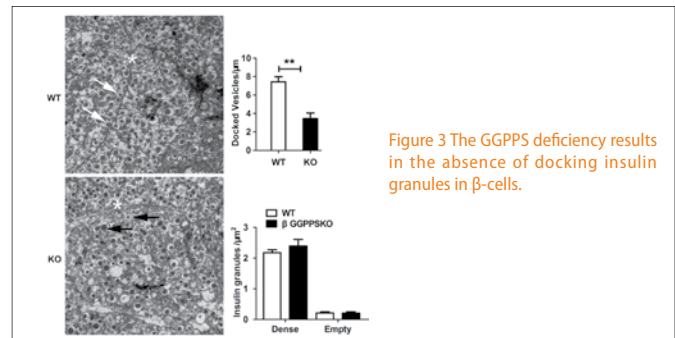 WT
KO
Docked Vesicles/μm
10
8
6
4
2
0
**
WT
KO
Figure 3 The GGPPS deficiency results
in the absence of docking insulin
granules in β-cells.
WT
β GGPPSKO
Insulin granules /μm²
3
2
1
0
Dense
Empty